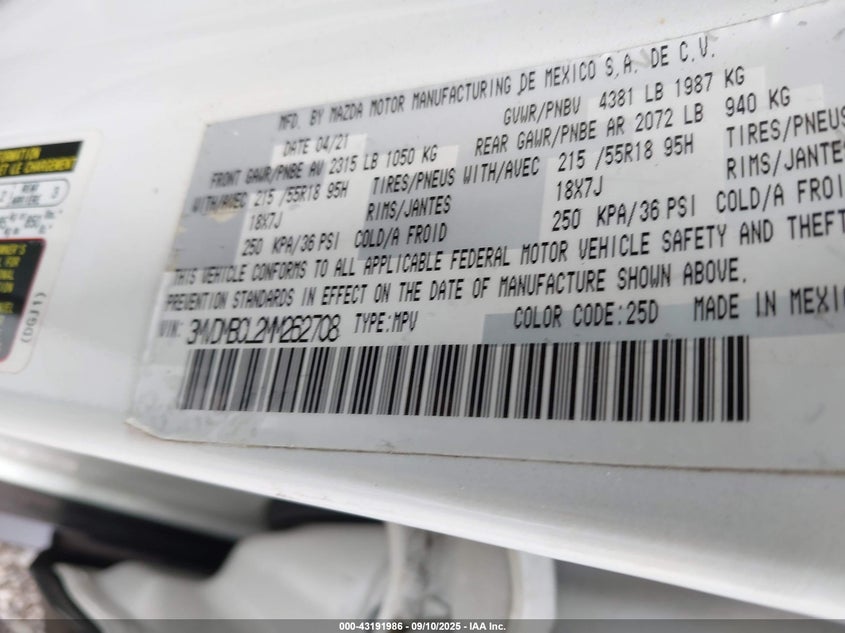 MFD. BY MAZDA MOTOR MANUFACTURING DE MEXICO S.A. DE C.V.
DATE 04/21 GVWR/PNBV 4381 LB 1987 KG
FRONT GAWR/PNBE AV 2315 LB 1050 KG REAR GAWR/PNBE AR 2072 LB 940 KG
WITH/AVEC 215 /55R18 95H TIRES/PNEUS WITH/AVEC 215 /55R18 95H TIRES/PNEUS
18X7J RIMS/JANTES 18X7J RIMS/JANTES
250 KPA/36 PSI COLD/A FROID 250 KPA/36 PSI COLD/A FROID
THIS VEHICLE CONFORMS TO ALL APPLICABLE FEDERAL MOTOR VEHICLE SAFETY AND THEFT
PREVENTION STANDARDS IN EFFECT ON THE DATE OF MANUFACTURE SHOWN ABOVE.
VIN: 3MVDMBCL2MM262708 TYPE:MPV COLOR CODE:25D MADE IN MEXICO
(DGJ1)
000-43191986 - 09/10/2025 - IAA Inc.